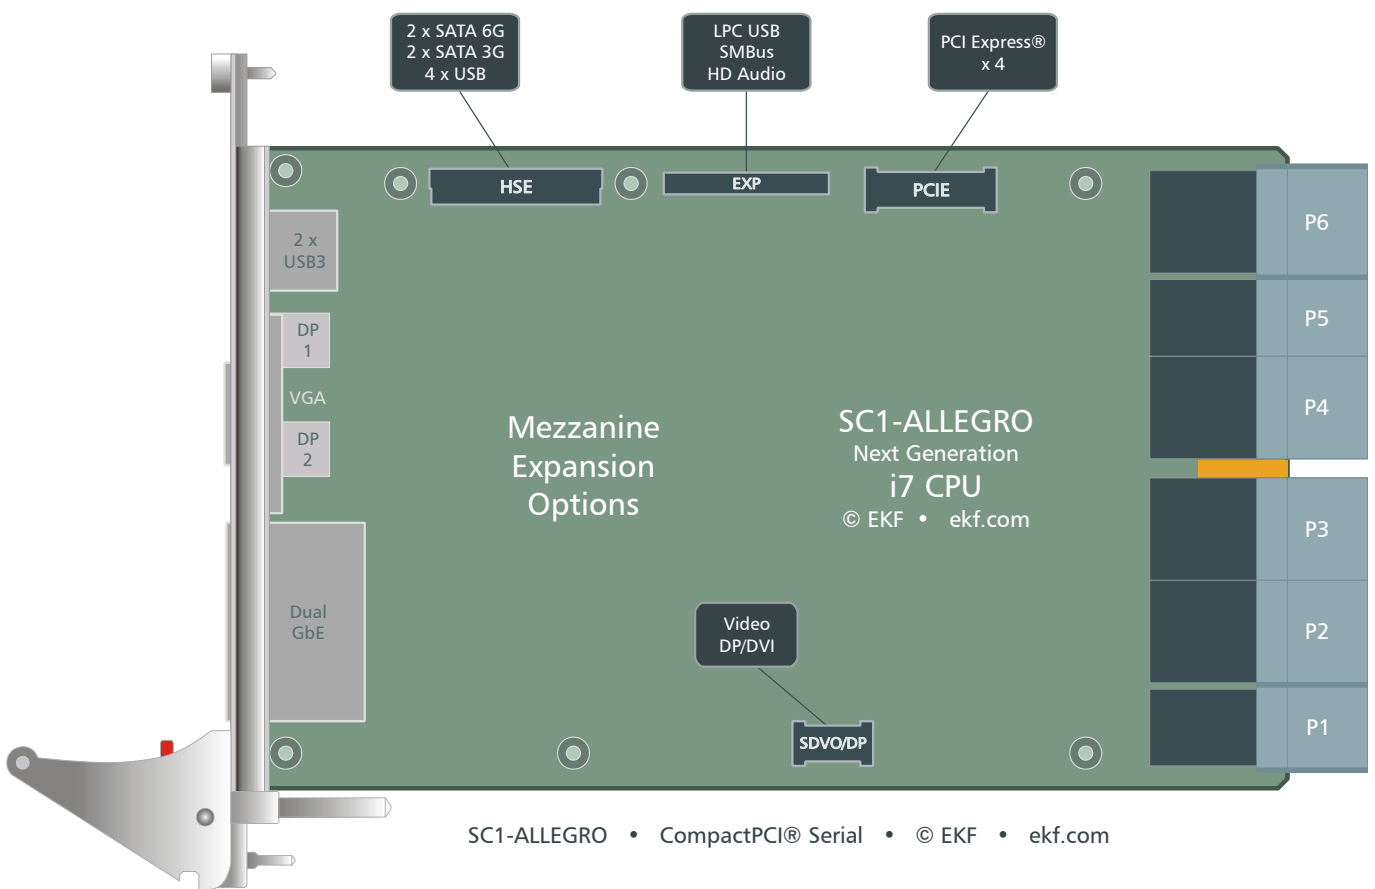 2 x SATA 6G
2 x SATA 3G
4 x USB
LPC USB
SMBus
HD Audio
PCI Express®
x 4
HSE
EXP
PCIE
2 x
USB3
DP
1
VGA
DP
2
Dual
GbE
Mezzanine
Expansion
Options
SC1-ALLEGRO
Next Generation
i7 CPU
© EKF • ekf.com
Video
DP/DVI
SDVO/DP
P6
P5
P4
P3
P2
P1
SC1-ALLEGRO • CompactPCI® Serial • © EKF • ekf.com